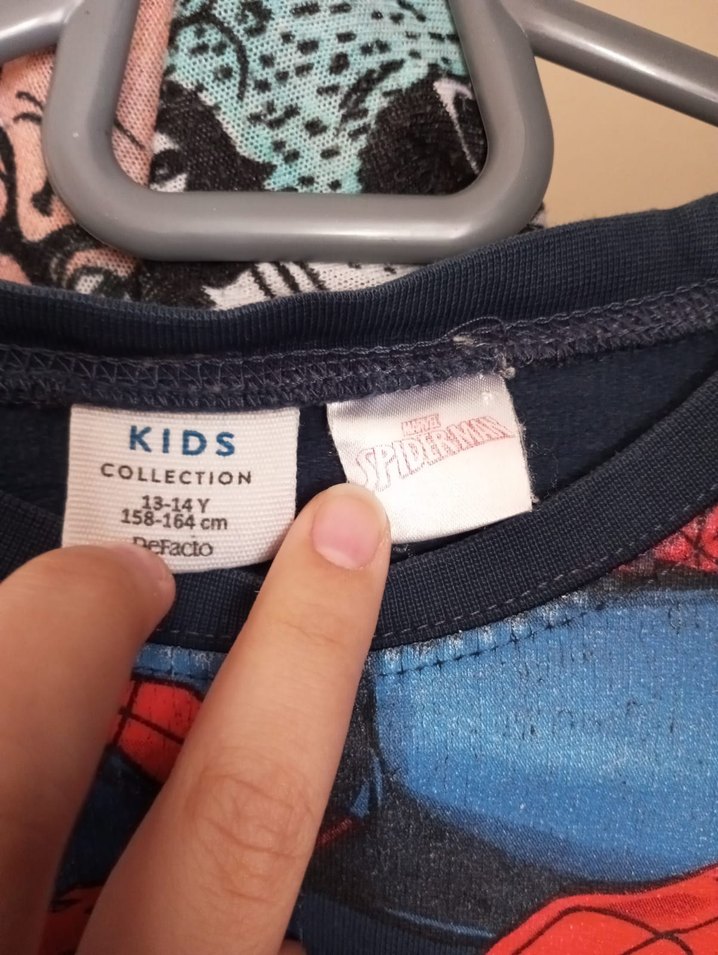 KIDS
COLLECTION
13-14 Y
158-164 cm
DeFacto
MARVEL
SPIDER-MAN